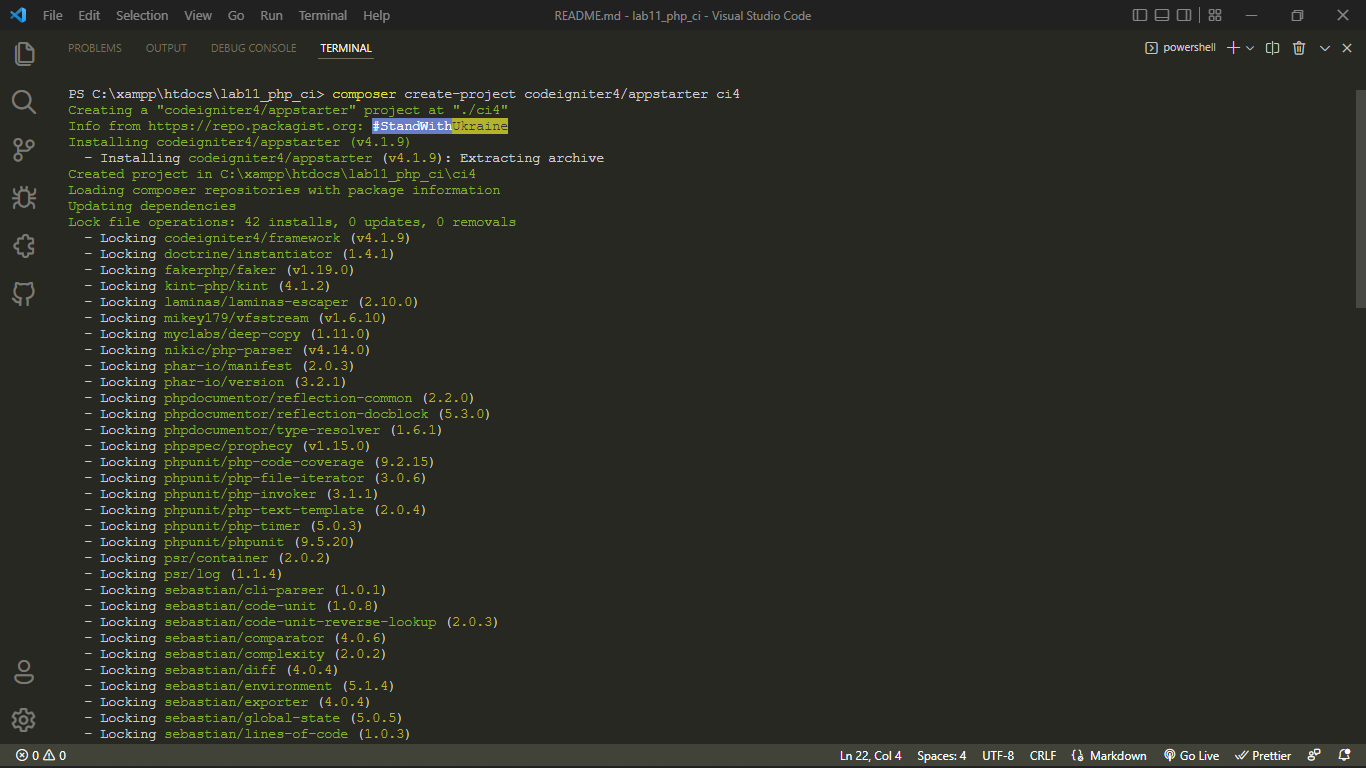 File Edit Selection View Go Run Terminal Help README.md - lab11_php_ci - Visual Studio Code
PROBLEMS OUTPUT DEBUG CONSOLE TERMINAL powershell
PS C:\xampp\htdocs\lab11_php_ci> composer create-project codeigniter4/appstarter ci4
Creating a "codeigniter4/appstarter" project at "./ci4"
Info from https://repo.packagist.org: #StandWithUkraine
Installing codeigniter4/appstarter (v4.1.9)
- Installing codeigniter4/appstarter (v4.1.9): Extracting archive
Created project in C:\xampp\htdocs\lab11_php_ci\ci4
Loading composer repositories with package information
Updating dependencies
Lock file operations: 42 installs, 0 updates, 0 removals
- Locking codeigniter4/framework (v4.1.9)
- Locking doctrine/instantiator (1.4.1)
- Locking fakerphp/faker (v1.19.0)
- Locking kint-php/kint (4.1.2)
- Locking laminas/laminas-escaper (2.10.0)
- Locking mikey179/vfsstream (v1.6.10)
- Locking myclabs/deep-copy (1.11.0)
- Locking nikic/php-parser (v4.14.0)
- Locking phar-io/manifest (2.0.3)
- Locking phar-io/version (3.2.1)
- Locking phpdocumentor/reflection-common (2.2.0)
- Locking phpdocumentor/reflection-docblock (5.3.0)
- Locking phpdocumentor/type-resolver (1.6.1)
- Locking phpspec/prophecy (v1.15.0)
- Locking phpunit/php-code-coverage (9.2.15)
- Locking phpunit/php-file-iterator (3.0.6)
- Locking phpunit/php-invoker (3.1.1)
- Locking phpunit/php-text-template (2.0.4)
- Locking phpunit/php-timer (5.0.3)
- Locking phpunit/phpunit (9.5.20)
- Locking psr/container (2.0.2)
- Locking psr/log (1.1.4)
- Locking sebastian/cli-parser (1.0.1)
- Locking sebastian/code-unit (1.0.8)
- Locking sebastian/code-unit-reverse-lookup (2.0.3)
- Locking sebastian/comparator (4.0.6)
- Locking sebastian/complexity (2.0.2)
- Locking sebastian/diff (4.0.4)
- Locking sebastian/environment (5.1.4)
- Locking sebastian/exporter (4.0.4)
- Locking sebastian/global-state (5.0.5)
- Locking sebastian/lines-of-code (1.0.3)
0 0 Ln 22, Col 4 Spaces: 4 UTF-8 CRLF Markdown Go Live Prettier